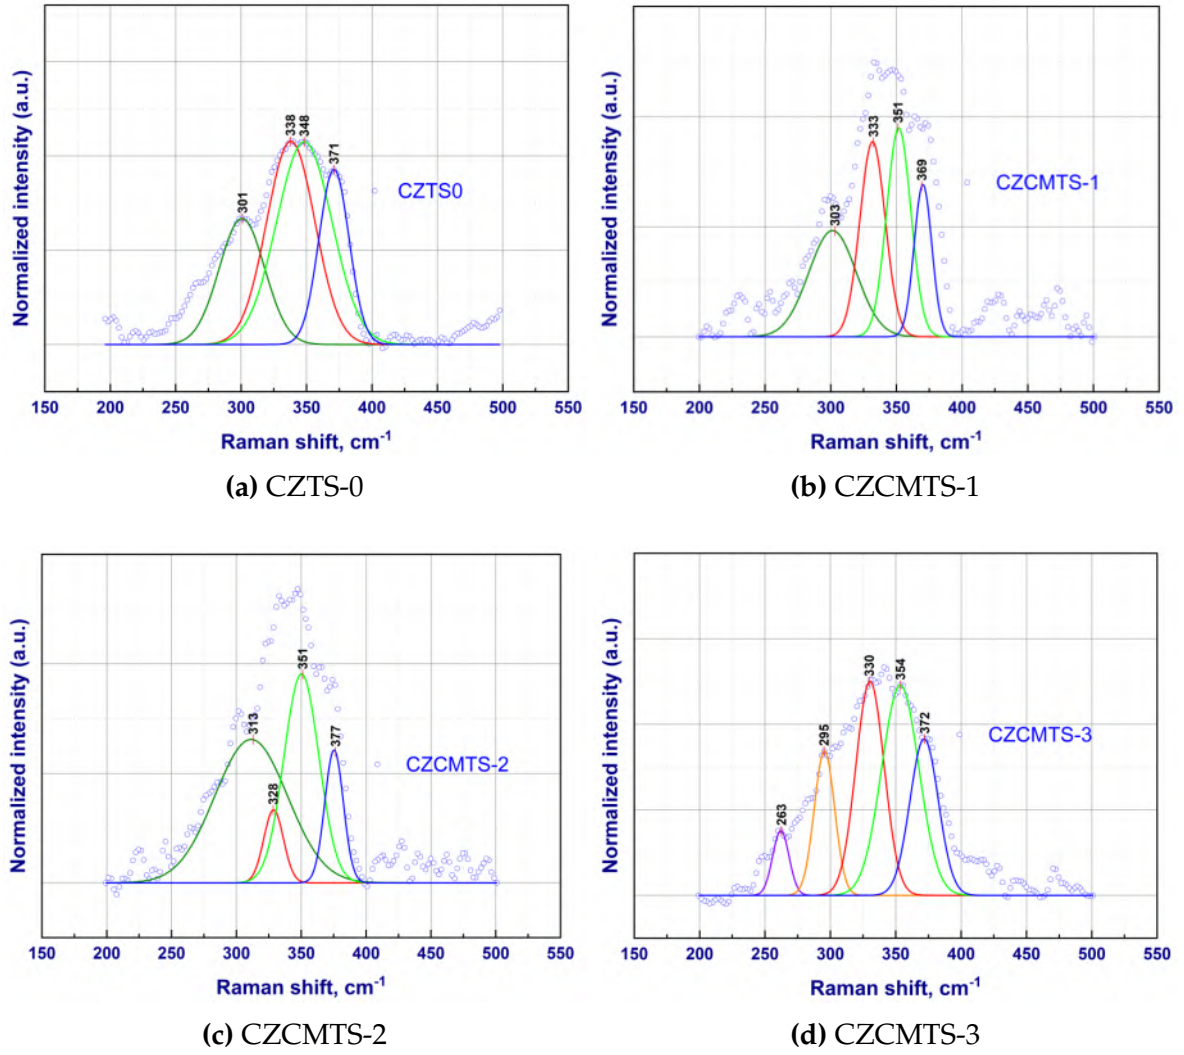 Normalized intensity (a.u.)
301
338
348
371
CZTS0
150 200 250 300 350 400 450 500 550
Raman shift, cm-1
(a) CZTS-0
Normalized intensity (a.u.)
303
333
351
369
CZCMTS-1
150 200 250 300 350 400 450 500 550
Raman shift, cm-1
(b) CZCMTS-1
Normalized intensity (a.u.)
313
328
351
377
CZCMTS-2
150 200 250 300 350 400 450 500 550
Raman shift, cm-1
(c) CZCMTS-2
Normalized intensity (a.u.)
263
295
330
354
372
CZCMTS-3
150 200 250 300 350 400 450 500 550
Raman shift, cm-1
(d) CZCMTS-3